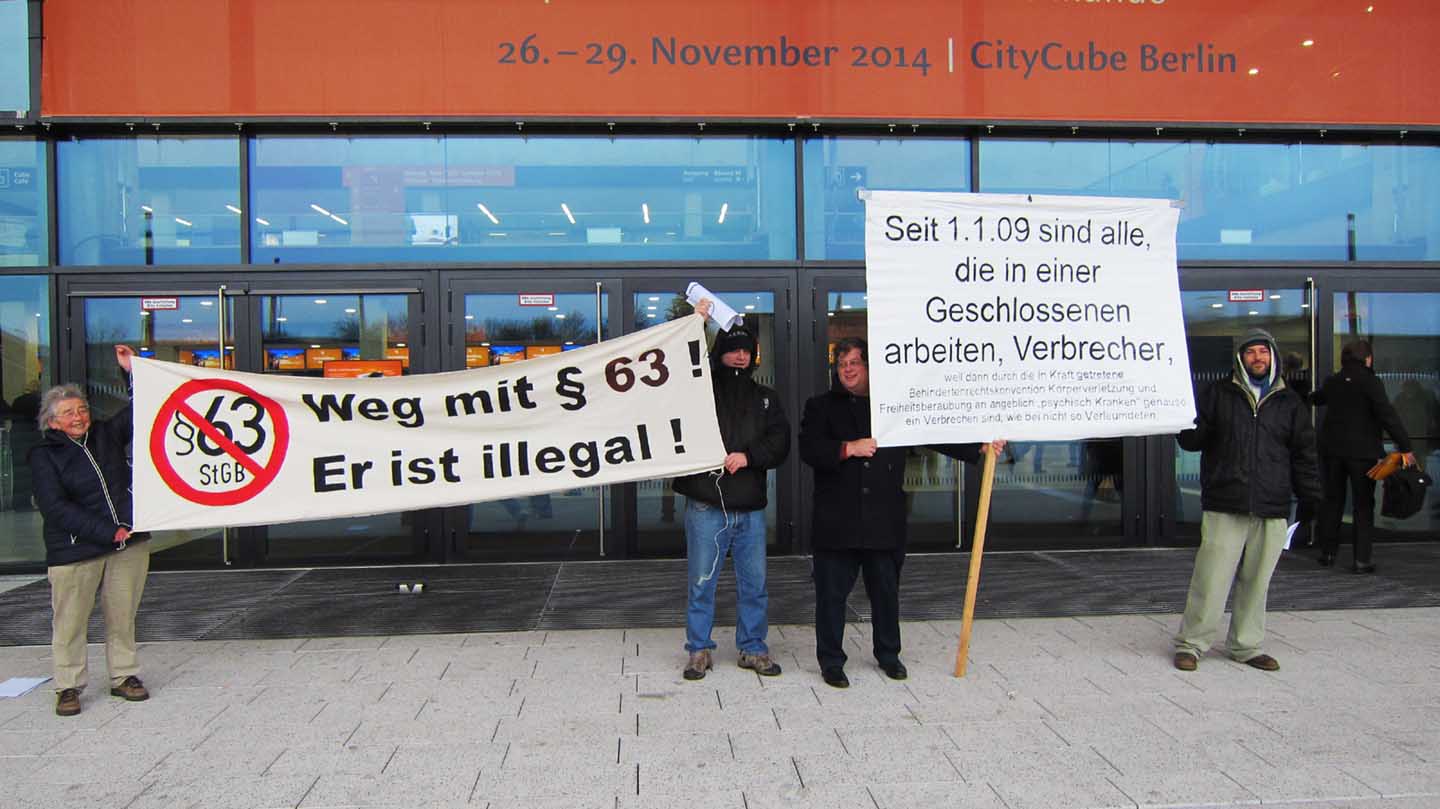 26. – 29. November 2014 | CityCube Berlin
Seit 1.1.09 sind alle,
die in einer
Geschlossenen
arbeiten, Verbrecher,
weil dann durch die in Kraft getretene
Behindertenrechtskonvention Körperverletzung und
Freiheitsberaubung an angeblich „psychisch Kranken" genauso
ein Verbrechen sind, wie bei nicht so Verleumdeten.
§ 63
StGB
Weg mit § 63 !
Er ist illegal !